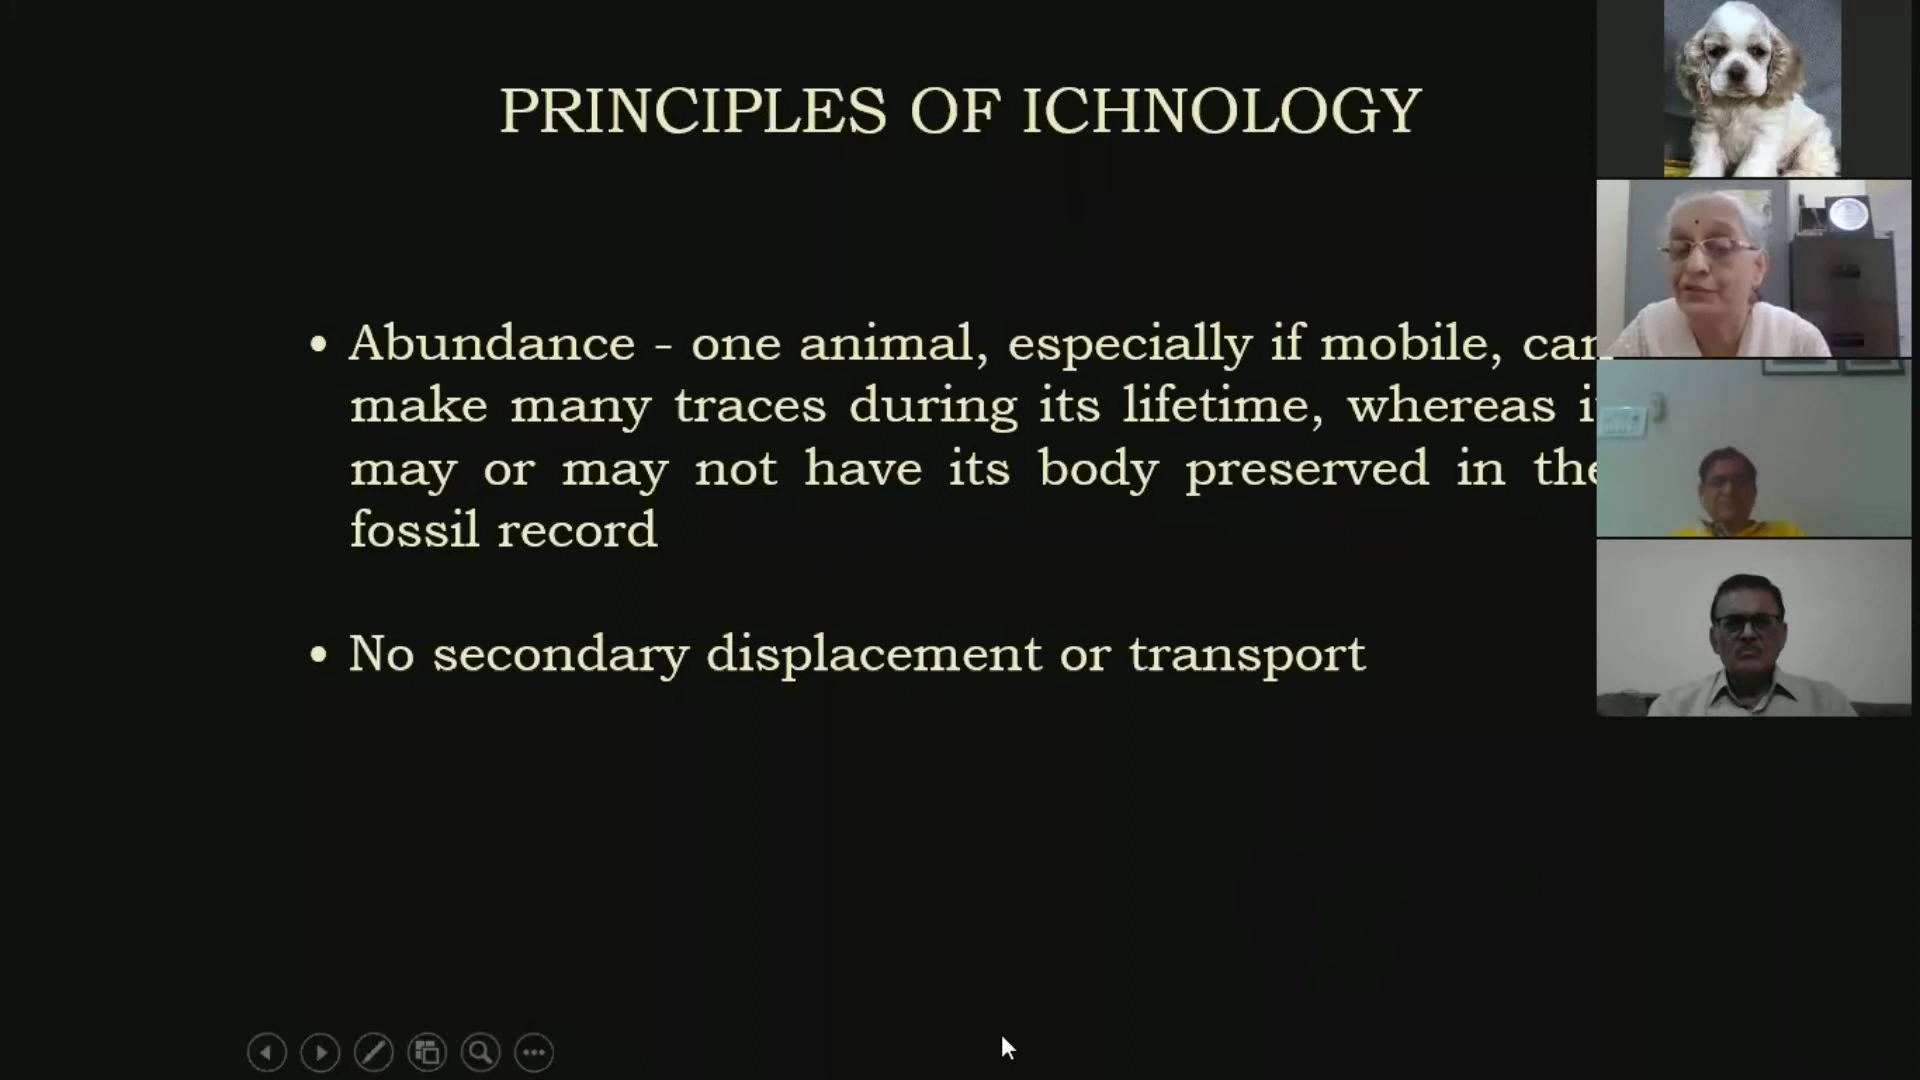 PRINCIPLES OF ICHNOLOGY
• Abundance - one animal, especially if mobile, can
make many traces during its lifetime, whereas it
may or may not have its body preserved in the
fossil record
• No secondary displacement or transport